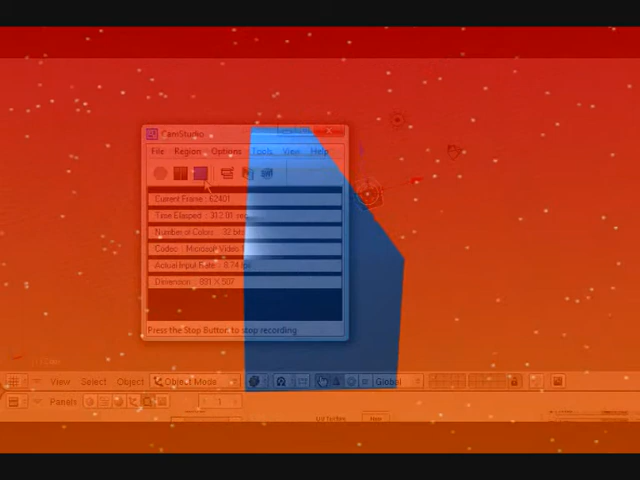 CamStudio
File Region Options Tools View Help
Current Frame : 62401
Time Elapsed : 312.01 sec
Number of Colors : 32 bits
Codec : Microsoft Video
Actual Input Rate : 8.74 fps
Dimension : 891 X 507
Press the Stop Button to stop recording
View Select Object Object Mode Global
Panels 1